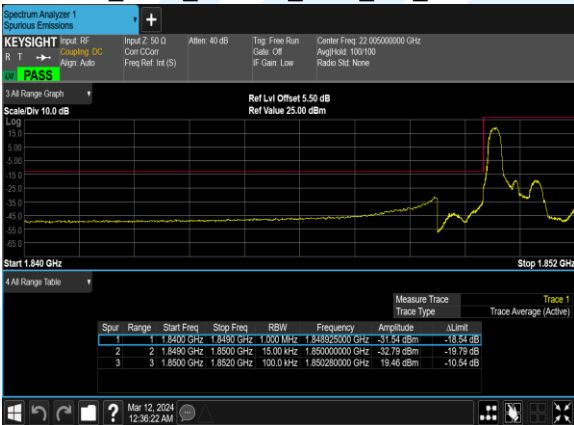 Spectrum Analyzer 1
Spurious Emissions
+
KEYSIGHT Input: RF Input Z: 50 Ω Atten: 40 dB Trig: Free Run Center Freq: 22.005000000 GHz
R T Coupling: DC Corr CCorr Gate: Off Avg|Hold: 100/100
Align: Auto Freq Ref: Int (S) IF Gain: Low Radio Std: None
PASS
3 All Range Graph
Ref Lvl Offset 5.50 dB
Scale/Div 10.0 dB Ref Value 25.00 dBm
Log
15.0
5.00
-5.00
-15.0
-25.0
-35.0
-45.0
-55.0
-65.0
Start 1.840 GHz Stop 1.852 GHz
4 All Range Table
Measure Trace Trace 1
Trace Type Trace Average (Active)
Spur Range Start Freq Stop Freq RBW Frequency Amplitude ΔLimit
1 1 1.8400 GHz 1.8490 GHz 1.000 MHz 1.848925000 GHz -31.54 dBm -18.54 dB
2 2 1.8490 GHz 1.8500 GHz 15.00 kHz 1.850000000 GHz -32.79 dBm -19.79 dB
3 3 1.8500 GHz 1.8520 GHz 100.0 kHz 1.850280000 GHz 19.46 dBm -10.54 dB
? Mar 12, 2024
12:36:22 AM